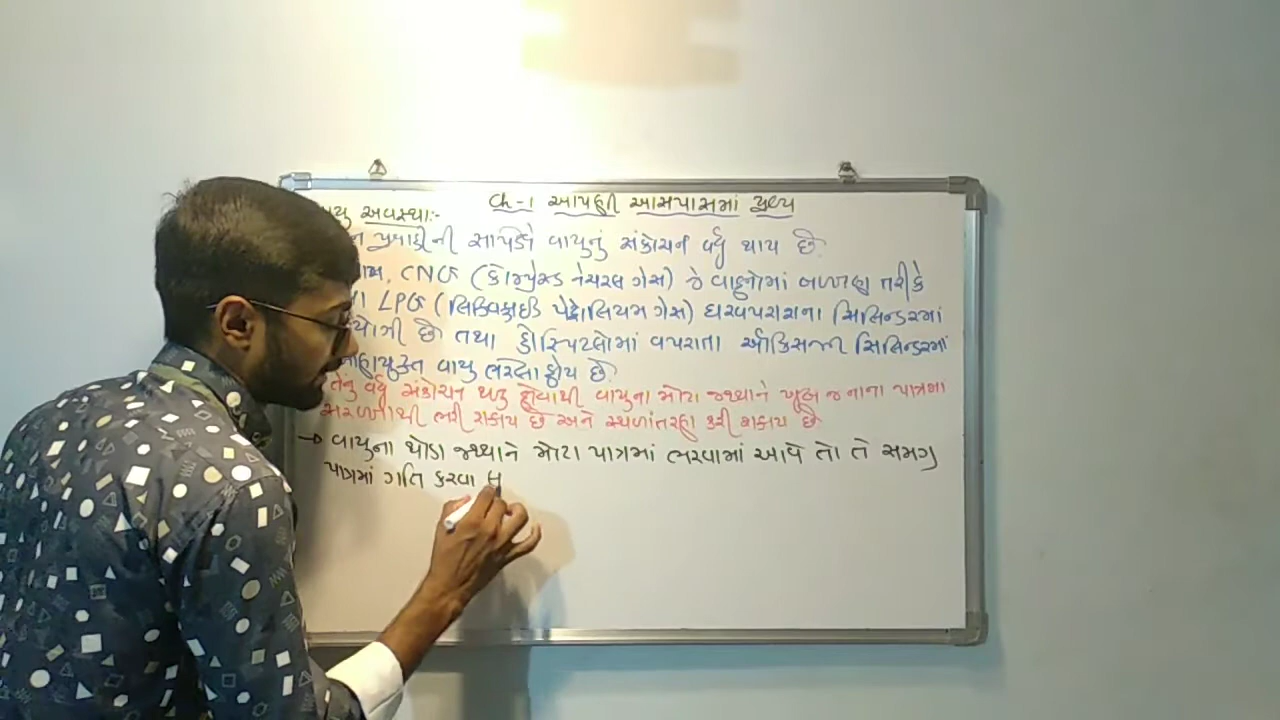 Ch-1 આપણી આસપાસમાં દ્રવ્ય
વાયુ અવસ્થાઃ-
પ્રવાહીની સાપેક્ષે વાયુનું સંકોચન વધુ થાય છે.
CNG (કોમ્પ્રેસ્ડ નેચરલ ગેસ) જે વાહનોમાં બળતણ તરીકે
LPG (લિક્વિફાઈડ પેટ્રોલિયમ ગેસ) ઘરવપરાશના સિલિન્ડરમાં
છે તથા હોસ્પિટલોમાં વપરાતા ઓક્સિજન સિલિન્ડરમાં
વાયુ ભરેલા હોય છે.
તેનું વધુ સંકોચન થતુ હોવાથી વાયુના મોટા જથ્થાને ખુબ જ નાના પાત્રમાં
સરળતાથી ભરી શકાય છે અને સ્થળાંતરણ કરી શકાય છે
→ વાયુના થોડા જથ્થાને મોટા પાત્રમાં ભરવામાં આવે તો તે સમગ્ર
પાત્રમાં ગતિ કરવા